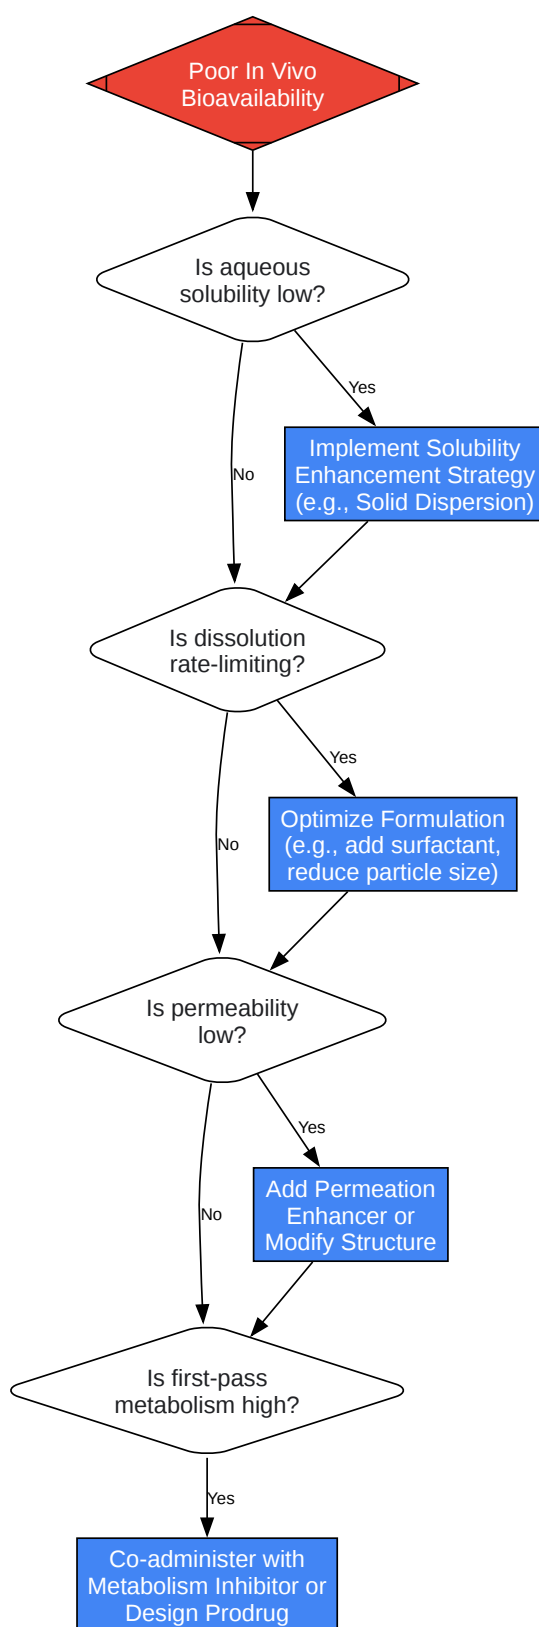 Poor In Vivo
Bioavailability
Is aqueous
solubility low?
Yes
Implement Solubility
Enhancement Strategy
(e.g., Solid Dispersion)
No
Is dissolution
rate-limiting?
Yes
Optimize Formulation
(e.g., add surfactant,
reduce particle size)
No
Is permeability
low?
Yes
Add Permeation
Enhancer or
Modify Structure
No
Is first-pass
metabolism high?
Yes
Co-administer with
Metabolism Inhibitor or
Design Prodrug